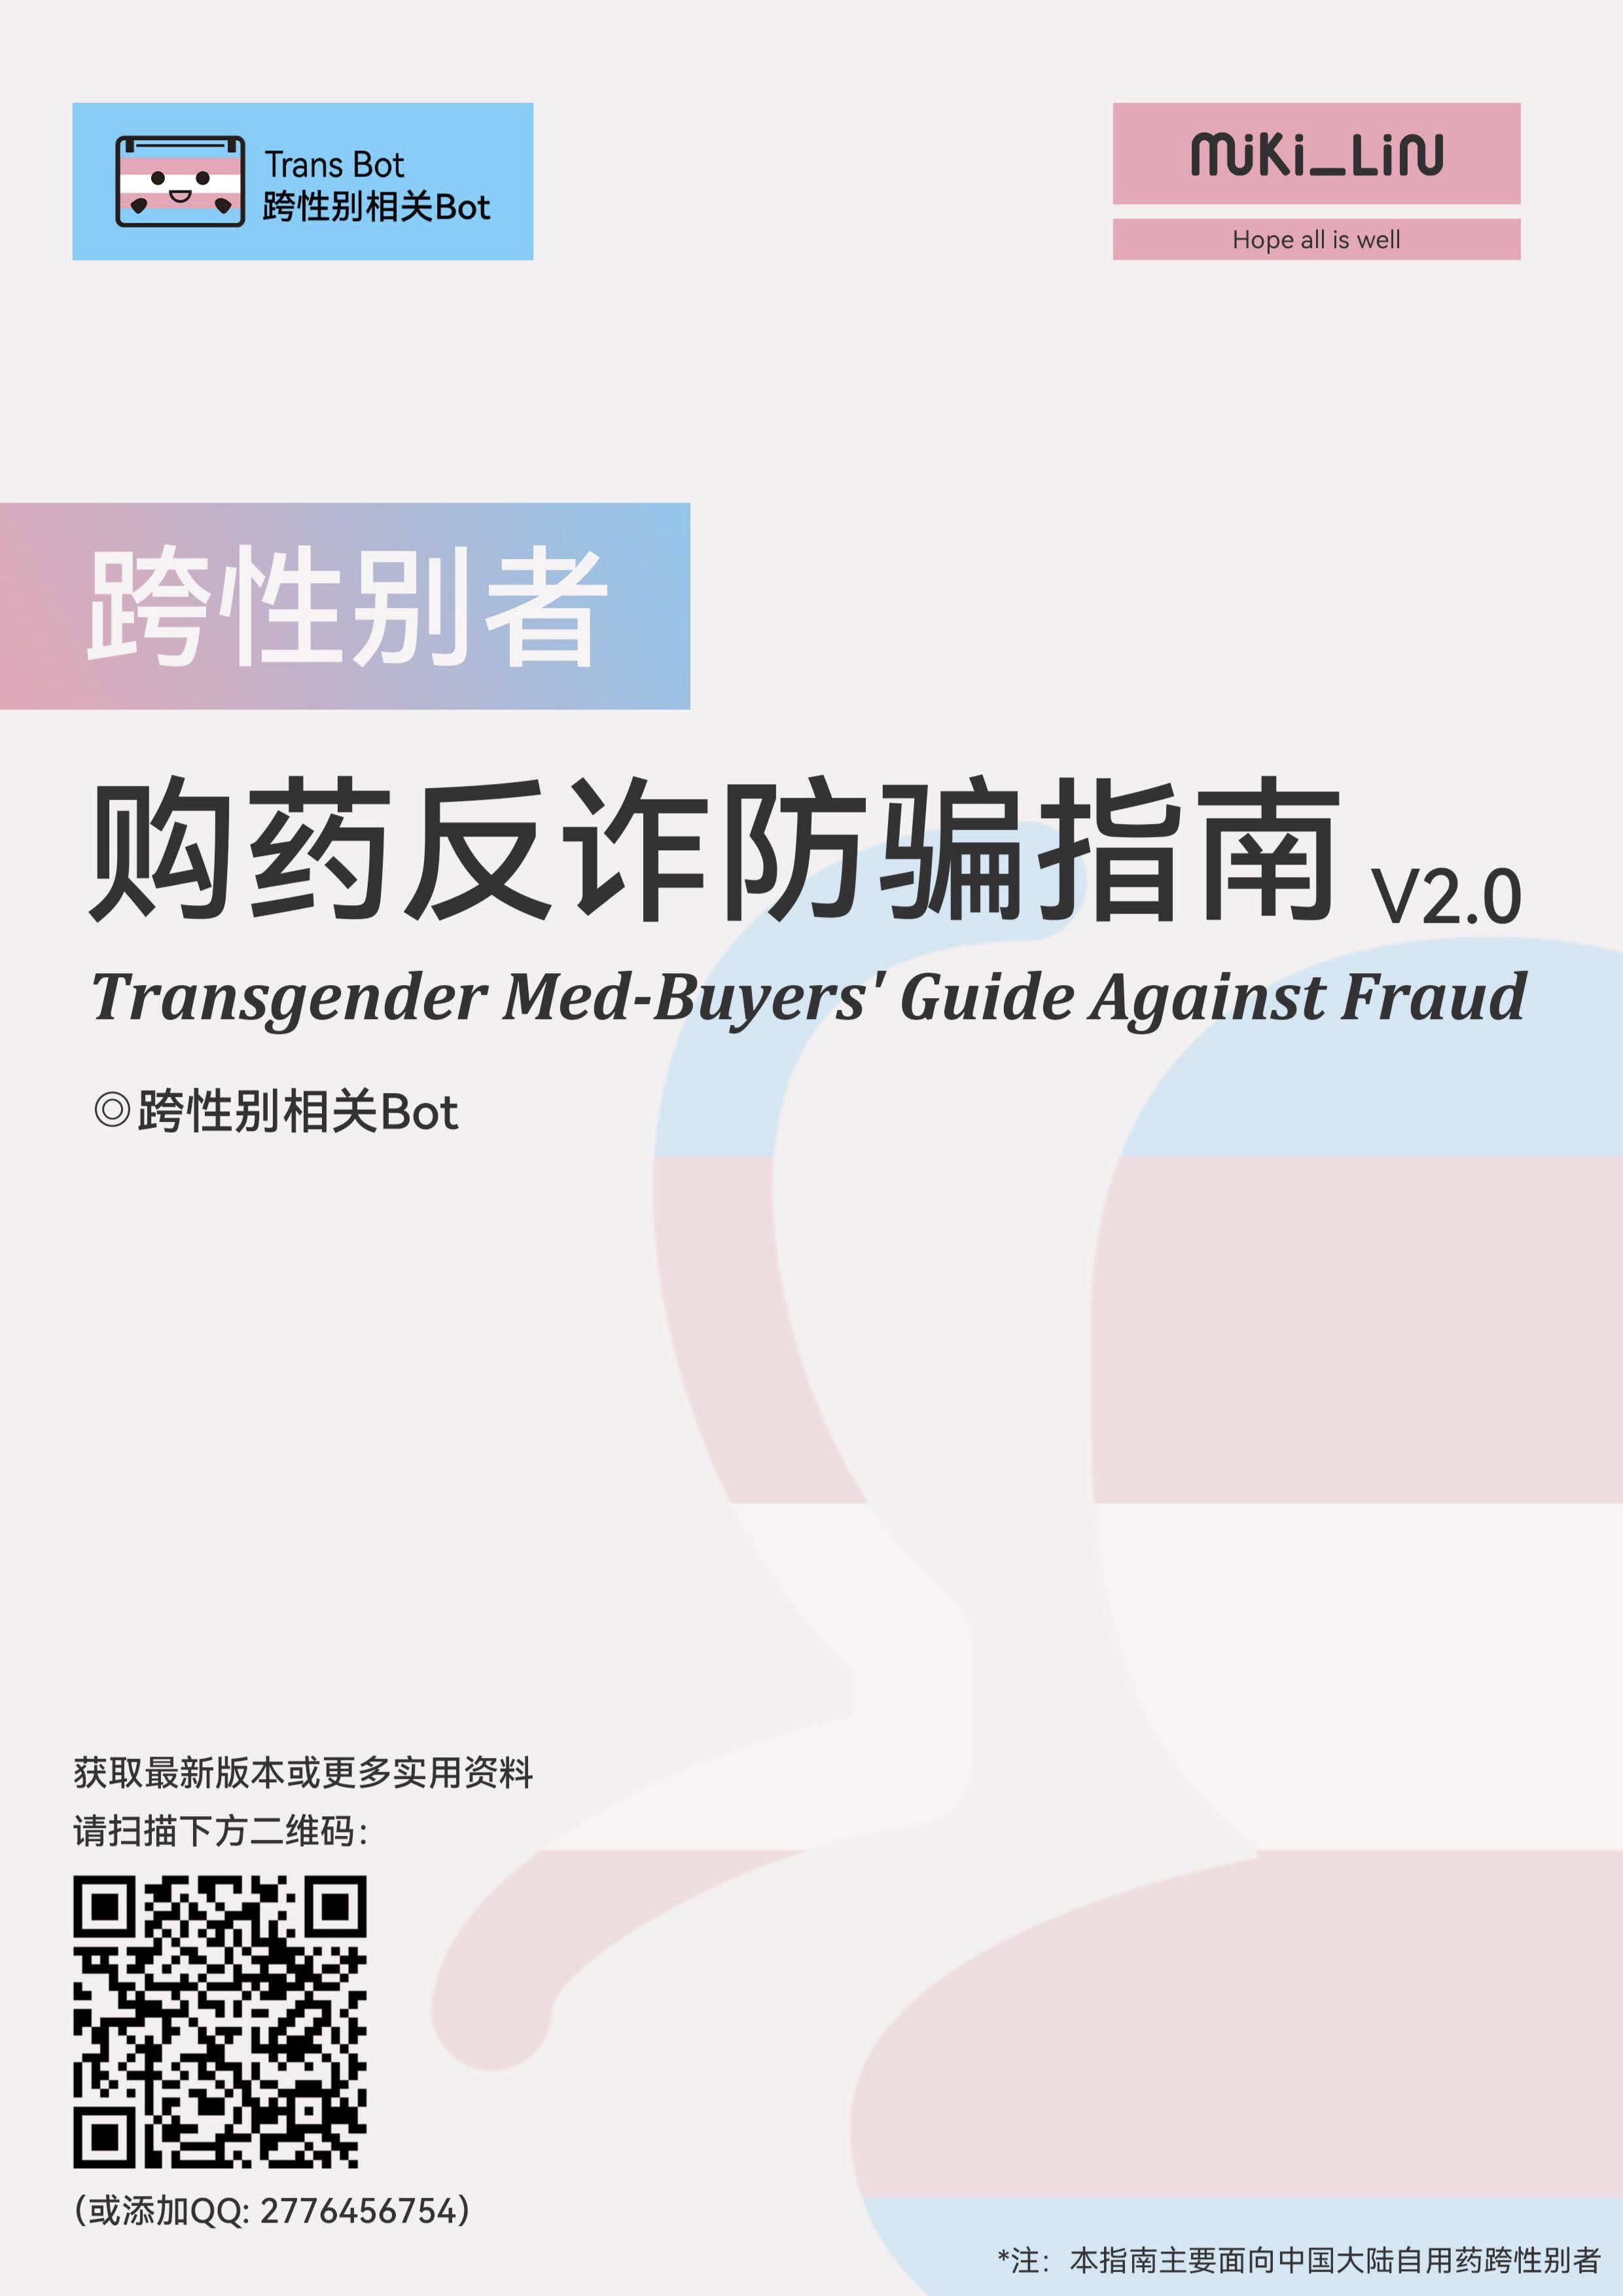 Trans Bot
跨性别相关Bot
MiKi_LiN
Hope all is well
跨性别者
购药反诈防骗指南 V2.0
Transgender Med-Buyers' Guide Against Fraud
◎跨性别相关Bot
获取最新版本或更多实用资料
请扫描下方二维码：
(或添加QQ: 2776456754)
*注：本指南主要面向中国大陆自用药跨性别者